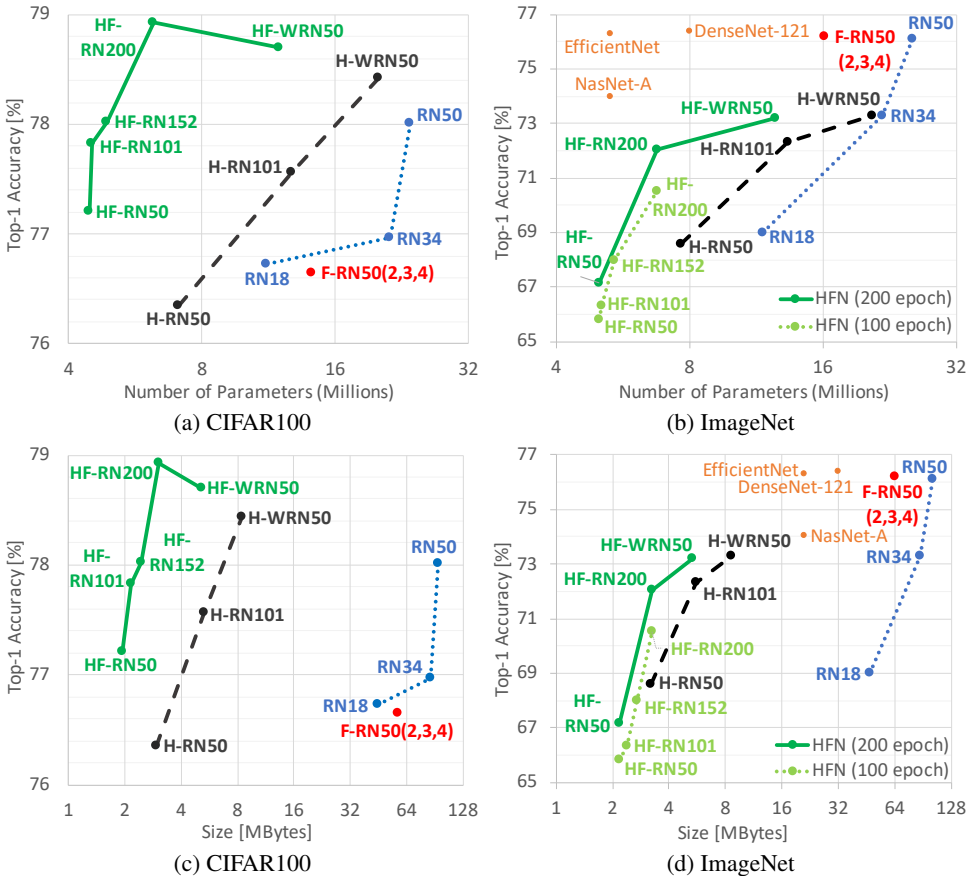 79
78
77
76
Top-1 Accuracy [%]
HF-
RN200
HF-WRN50
H-WRN50
RN50
HF-RN152
HF-RN101
H-RN101
HF-RN50
RN34
RN18
F-RN50(2,3,4)
H-RN50
4 8 16 32
Number of Parameters (Millions)
(a) CIFAR100
77
75
73
71
69
67
65
Top-1 Accuracy [%]
DenseNet-121
EfficientNet
F-RN50
(2,3,4)
RN50
NasNet-A
HF-WRN50
H-WRN50
RN34
HF-RN200
H-RN101
HF-
RN200
RN18
HF-
RN50
H-RN50
HF-RN152
HF-RN101
HF-RN50
HFN (200 epoch)
HFN (100 epoch)
4 8 16 32
Number of Parameters (Millions)
(b) ImageNet
79
78
77
76
Top-1 Accuracy [%]
HF-RN200
HF-WRN50
H-WRN50
HF-
RN101
HF-
RN152
RN50
H-RN101
HF-RN50
RN34
RN18
F-RN50(2,3,4)
H-RN50
1 2 4 8 16 32 64 128
Size [MBytes]
(c) CIFAR100
77
75
73
71
69
67
65
Top-1 Accuracy [%]
EfficientNet
DenseNet-121
RN50
F-RN50
(2,3,4)
NasNet-A
HF-WRN50
H-WRN50
RN34
HF-RN200
H-RN101
HF-RN200
RN18
H-RN50
HF-
RN50
HF-RN152
HF-RN101
HF-RN50
HFN (200 epoch)
HFN (100 epoch)
1 2 4 8 16 32 64 128
Size [MBytes]
(d) ImageNet